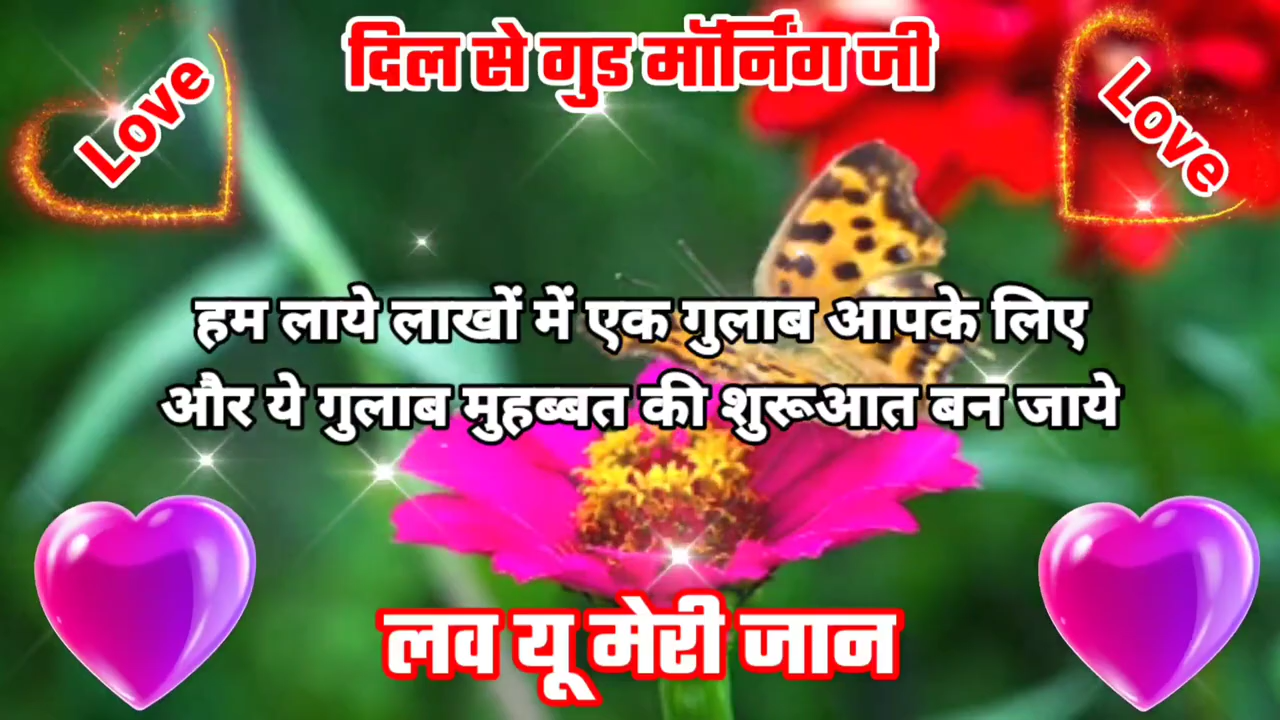 दिल से गुड मॉर्निंग जी
Love
Love
हम लाये लाखों में एक गुलाब आपके लिए
और ये गुलाब मुहब्बत की शुरूआत बन जाये
लव यू मेरी जान